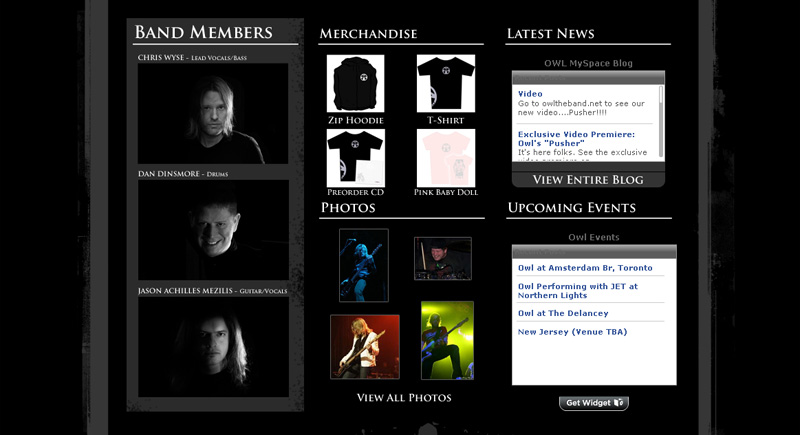 BAND MEMBERS
CHRIS WYSE – LEAD VOCALS/BASS
DAN DINSMORE – DRUMS
JASON ACHILLES MEZILIS – GUITAR/VOCALS
MERCHANDISE
ZIP HOODIE
T-SHIRT
PREORDER CD
PINK BABY DOLL
PHOTOS
VIEW ALL PHOTOS
LATEST NEWS
OWL MySpace Blog
Video
Go to owltheband.net to see our
new video....Pusher!!!!
Exclusive Video Premiere:
Owl's "Pusher"
It's here folks. See the exclusive
VIEW ENTIRE BLOG
UPCOMING EVENTS
Owl Events
Owl at Amsterdam Br, Toronto
Owl Performing with JET at
Northern Lights
Owl at The Delancey
New Jersey (Venue TBA)
Get Widget